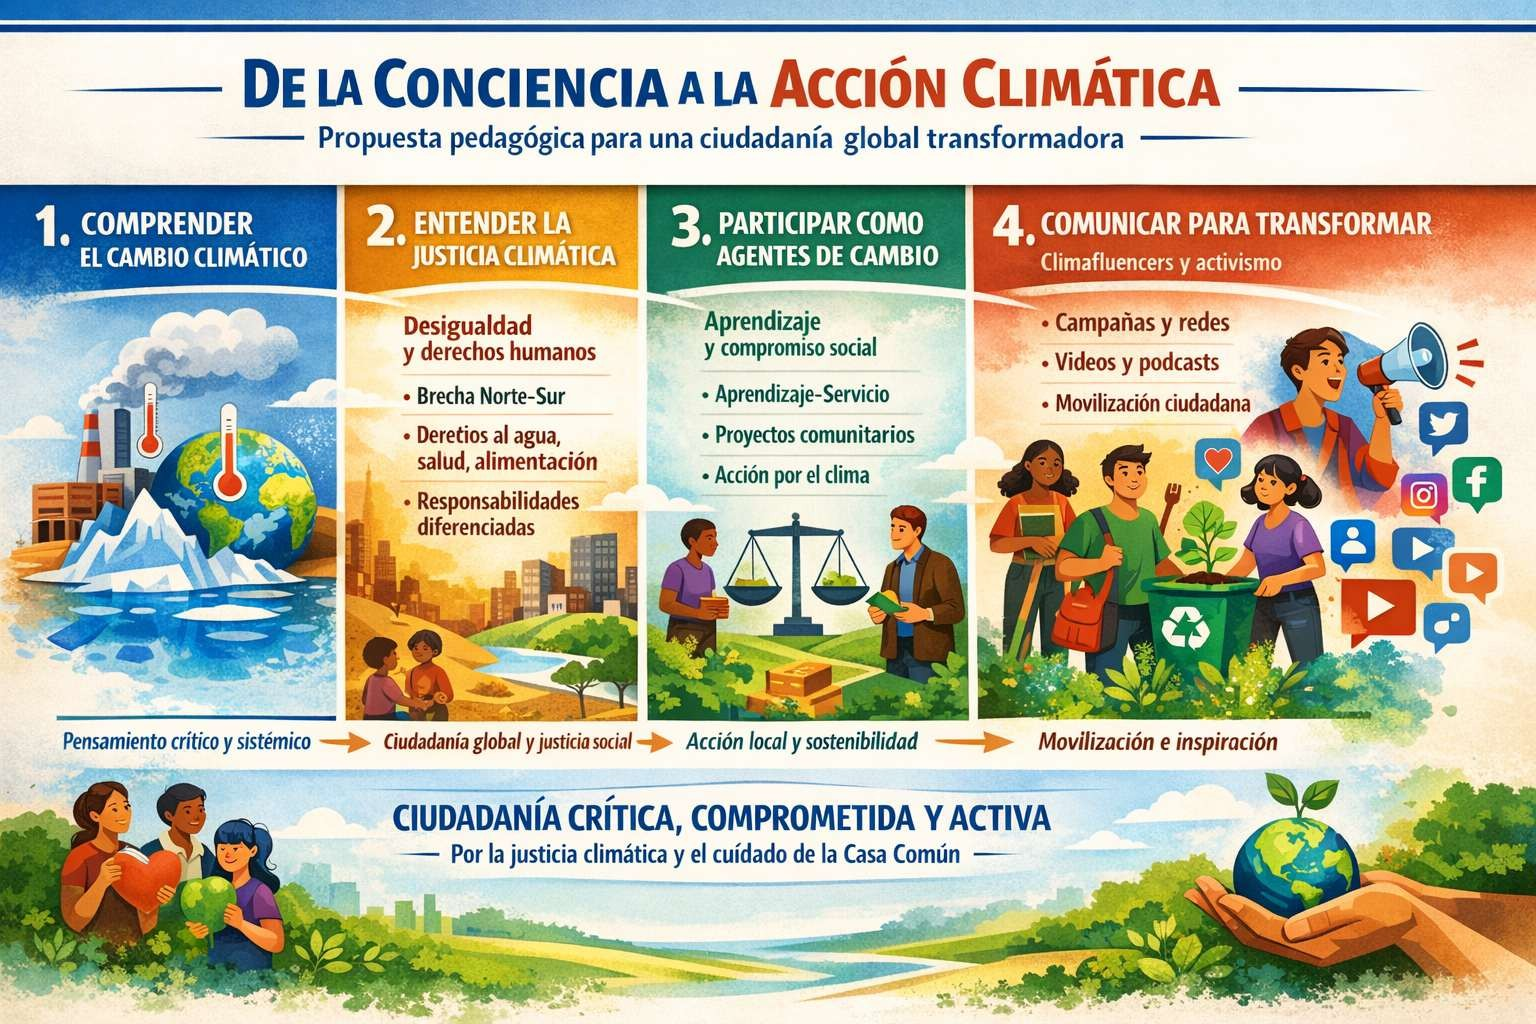 DE LA CONCIENCIA A LA ACCIÓN CLIMÁTICA
Propuesta pedagógica para una ciudadanía global transformadora
1. COMPRENDER
EL CAMBIO CLIMÁTICO
2. ENTENDER LA
JUSTICIA CLIMÁTICA
Desigualdad
y derechos humanos
• Brecha Norte-Sur
• Deretios al agua,
salud, alimentación
• Responsabilidades
diferenciadas
3. PARTICIPAR COMO
AGENTES DE CAMBIO
Aprendizaje
y compromiso social
• Aprendizaje-Servicio
• Proyectos comunitarios
• Acción por el clima
4. COMUNICAR PARA TRANSFORMAR
Climafluencers y activismo
• Campañas y redes
• Videos y podcasts
• Movilización ciudadana
Pensamiento crítico y sistémico
Ciudadanía global y justicia social
Acción local y sostenibilidad
Movilización e inspiración
CIUDADANÍA CRÍTICA, COMPROMETIDA Y ACTIVA
Por la justicia climática y el cuídado de la Casa Común